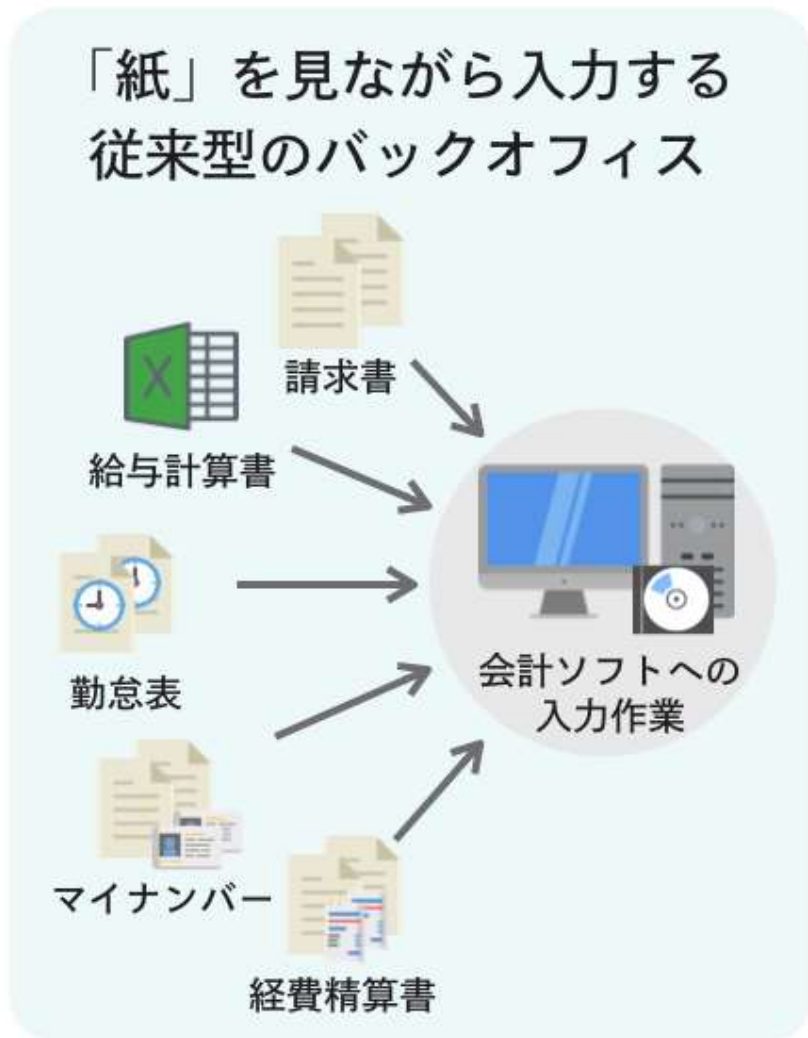 「紙」を見ながら入力する
従来型のバックオフィス
請求書
X
給与計算書
勤怠表
マイナンバー
経費精算書
会計ソフトへの
入力作業